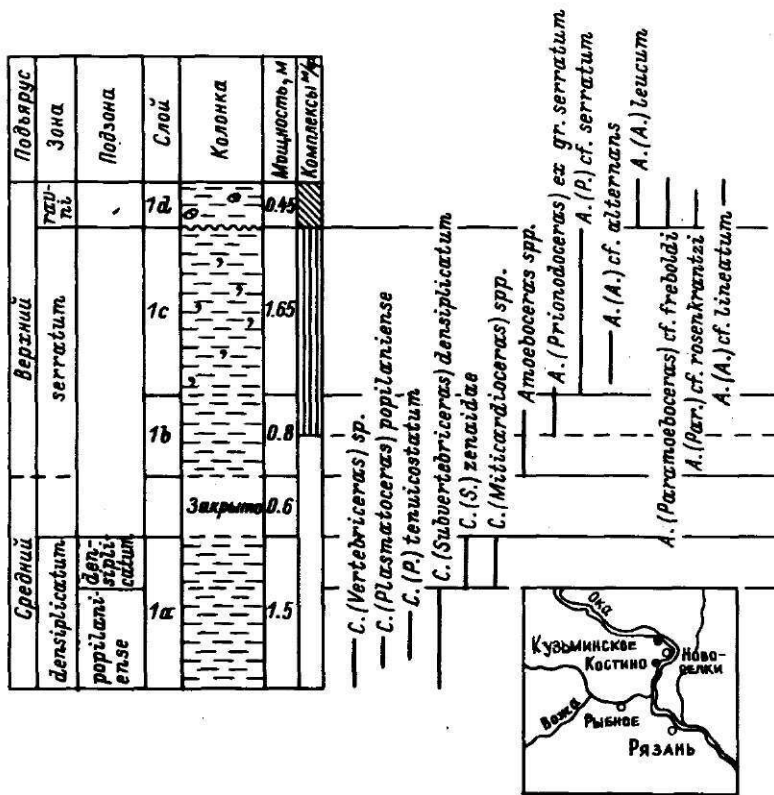 Подъярус
Зона
Подзона
Слой
Колонка
Мощность, м
Комплексы м/ф
Верхний
ravni
1d
0.45
serratum
1c
1.65
1b
0.8
Закрыто
0.6
Средний
densiplicatum
densiplicatum
popilaniense
1a
1.5
C. (Vertebriceras) sp.
C. (Plasmatoceras) popilaniense
C. (P.) tenuicostatum
C. (Subvertebriceras) densiplicatum
C. (S.) zenaidae
C. (Miticardioceras) spp.
Amoeboceras spp.
A. (Prionodoceras) ex gr. serratum
A. (P.) cf. serratum
A. (A.) cf. alternans
A. (A.) leucum
A. (Paramoeboceras) cf. freboldi
A. (Par.) cf. rosenkrantzi
A. (A.) cf. lineatum
Ока
Кузьминское
Костино
Ново-
селки
Вожа
Рыбное
Рязань